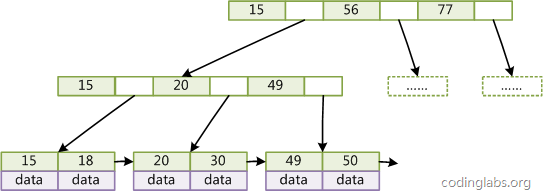 15 56 77
15 20 49
...... ......
15 18 20 30 49 50
data data data data data data
codinglabs.org